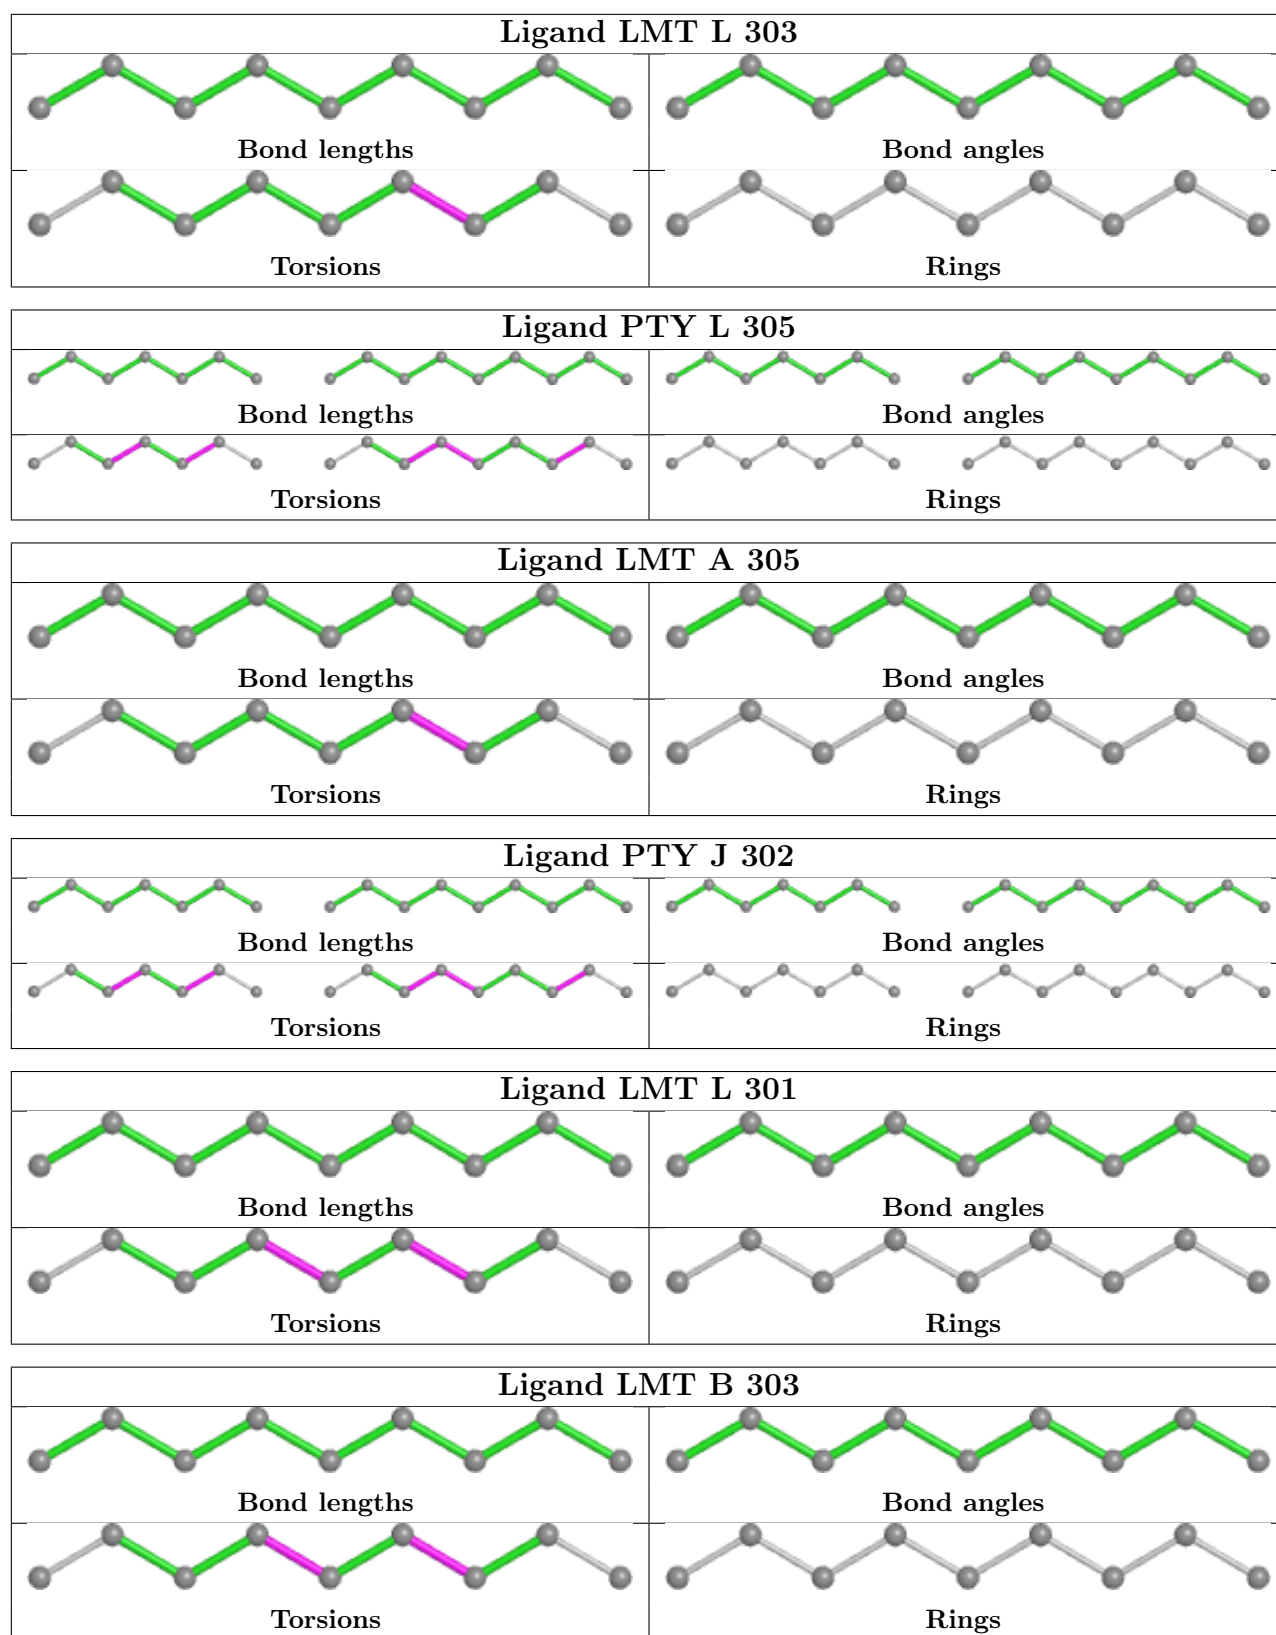 Ligand LMT L 303
Bond lengths Bond angles
Torsions Rings
Ligand PTY L 305
Bond lengths Bond angles
Torsions Rings
Ligand LMT A 305
Bond lengths Bond angles
Torsions Rings
Ligand PTY J 302
Bond lengths Bond angles
Torsions Rings
Ligand LMT L 301
Bond lengths Bond angles
Torsions Rings
Ligand LMT B 303
Bond lengths Bond angles
Torsions Rings